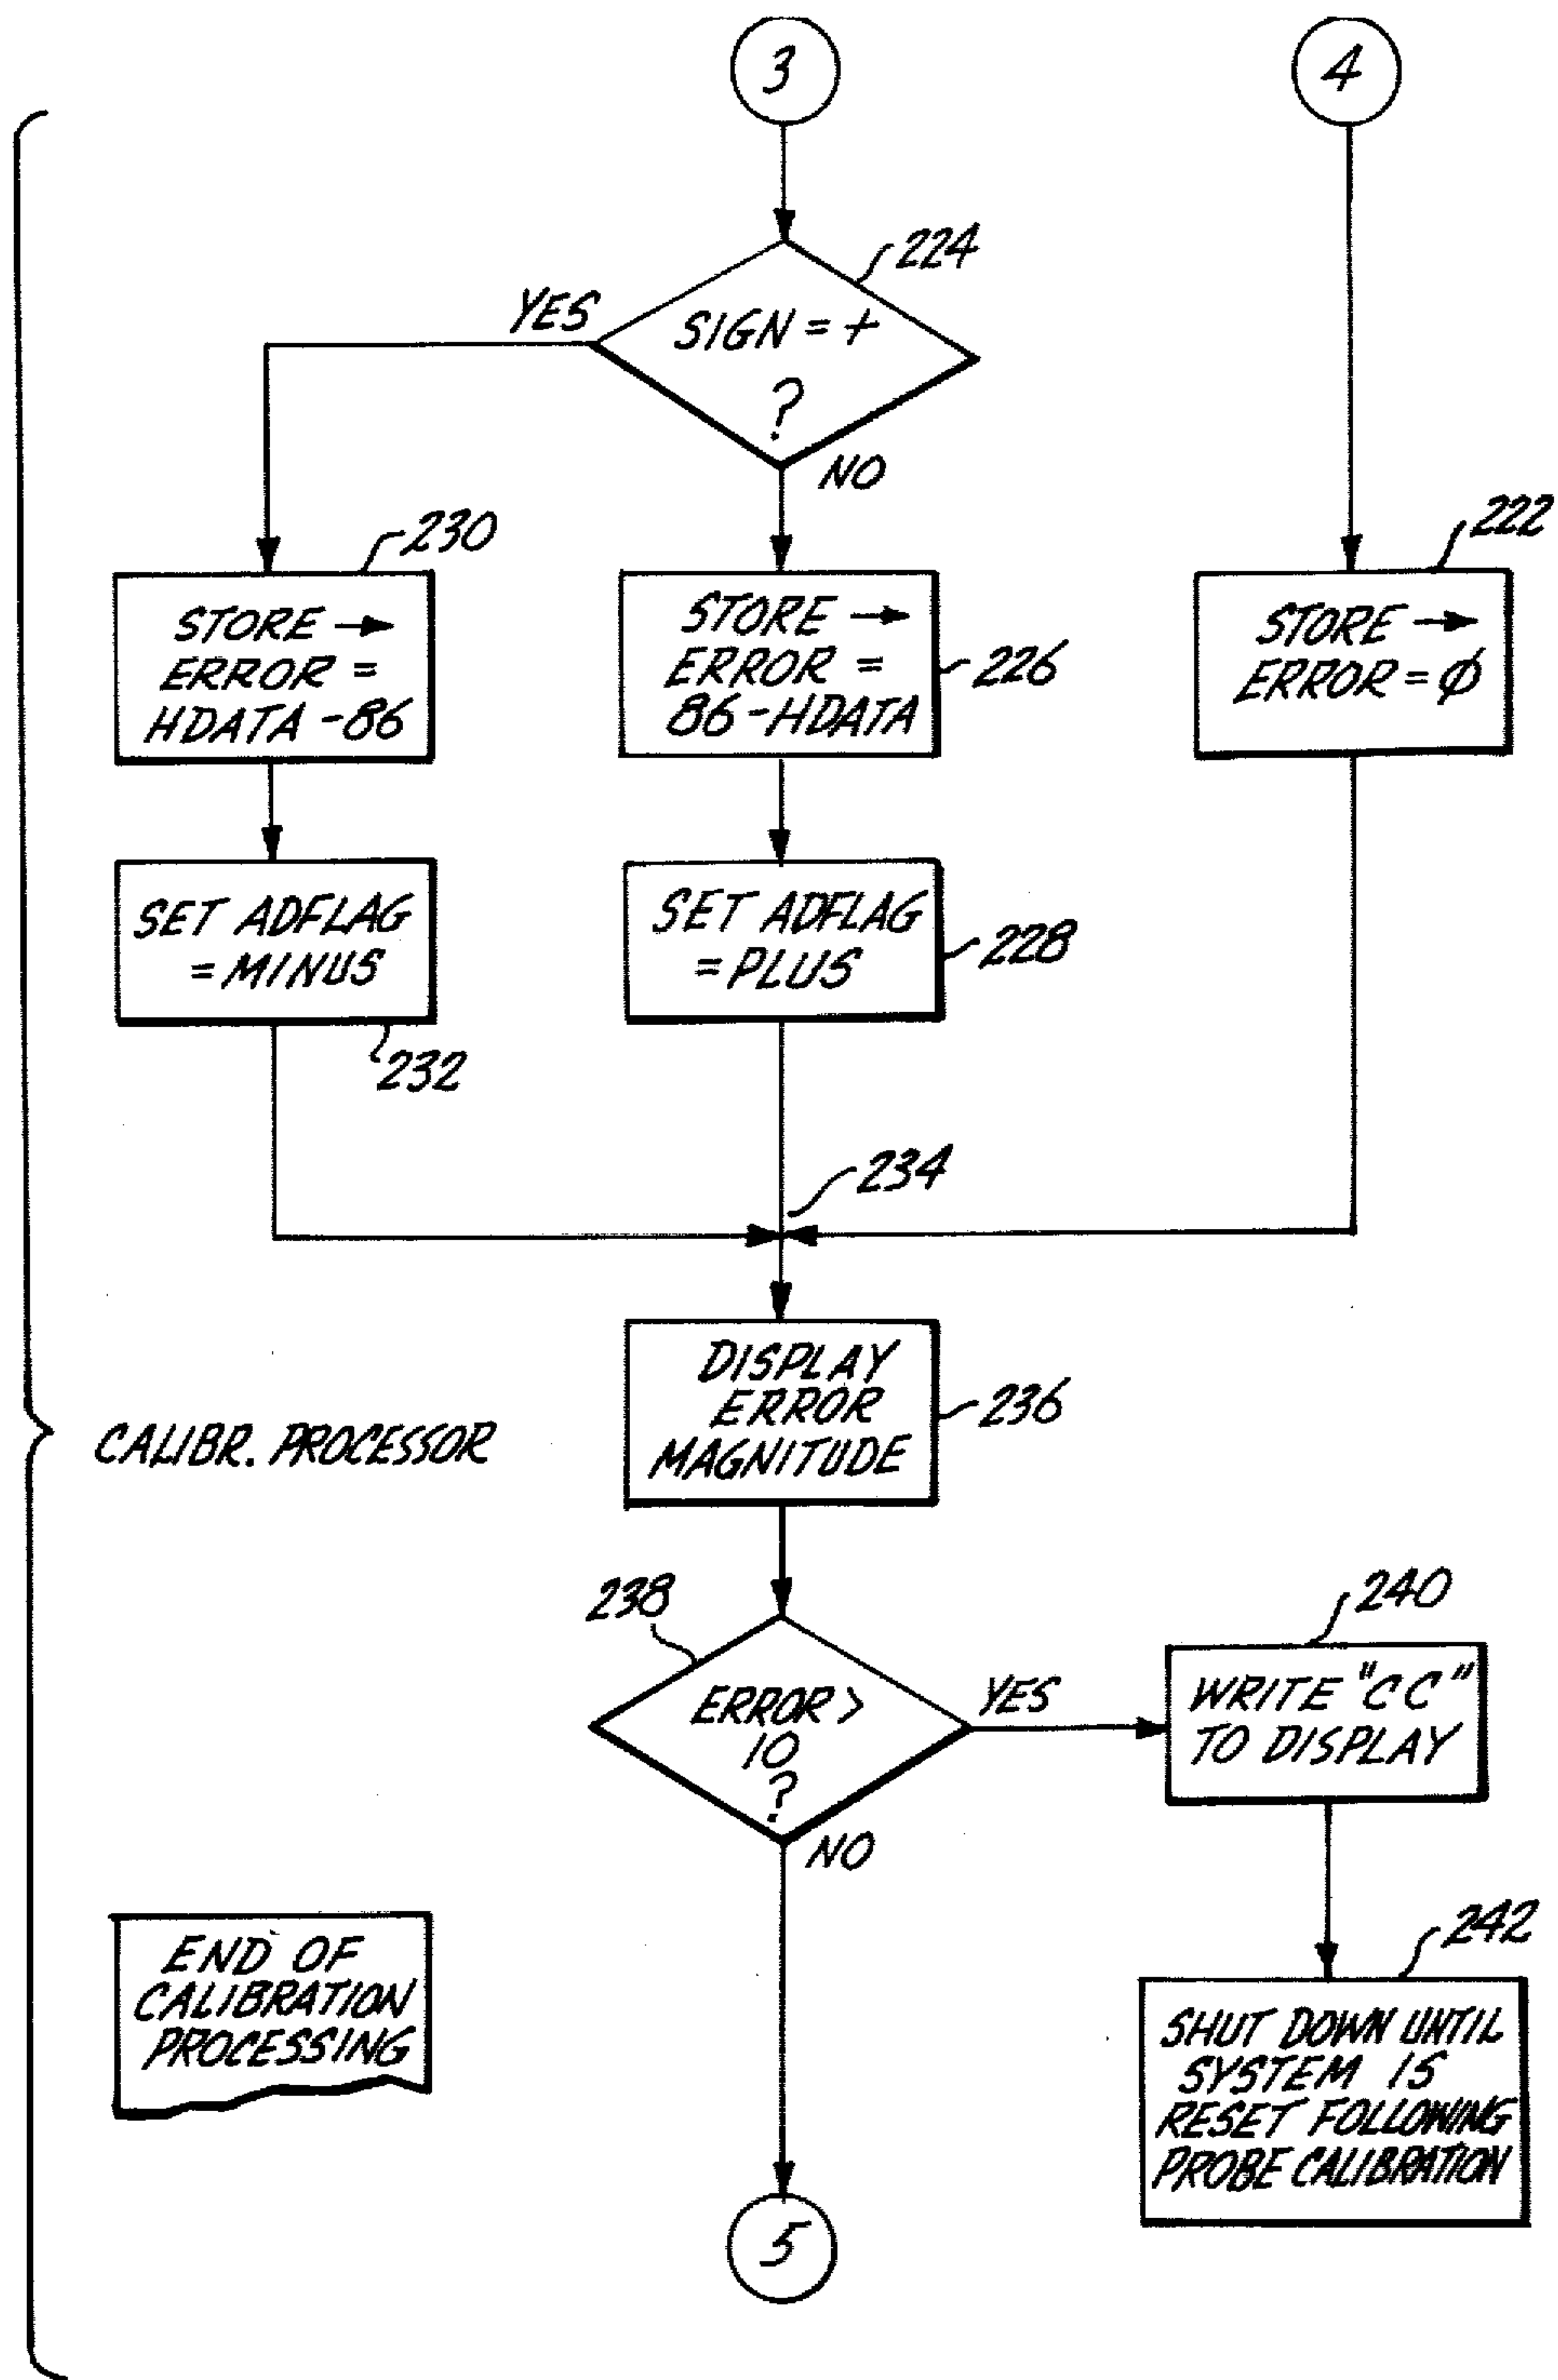 3
4
224
SIGN = +
?
YES
NO
230
STORE →
ERROR =
HDATA -86
STORE →
ERROR =
86-HDATA
226
222
STORE →
ERROR = ϕ
SET ADFLAG
= MINUS
232
SET ADFLAG
= PLUS
228
234
DISPLAY
ERROR
MAGNITUDE
236
CALIBR. PROCESSOR
238
ERROR >
10
?
YES
NO
240
WRITE "CC"
TO DISPLAY
242
SHUT DOWN UNTIL
SYSTEM IS
RESET FOLLOWING
PROBE CALIBRATION
END OF
CALIBRATION
PROCESSING
5